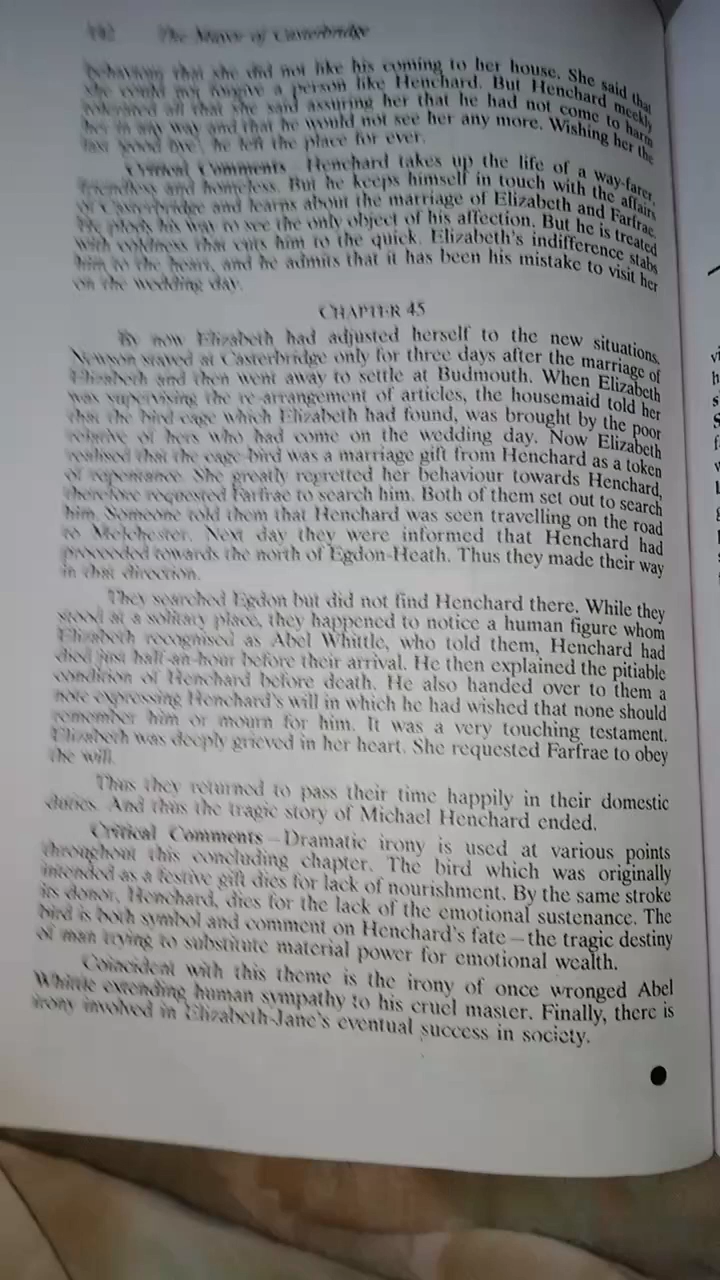 The Mayor of Casterbridge
behaviour that she did not like his coming to her house. She said that
she could not forgive a person like Henchard. But Henchard meekly
tolerated all that she said assuring her that he had not come to harm
her in any way and that he would not see her any more. Wishing her the
last 'good bye', he left the place for ever.
Critical Comments—Henchard takes up the life of a way-farer,
friendless and homeless. But he keeps himself in touch with the affairs
of Casterbridge and learns about the marriage of Elizabeth and Farfrae.
He plods his way to see the only object of his affection. But he is treated
with coldness that cuts him to the quick. Elizabeth's indifference stabs
him to the heart, and he admits that it has been his mistake to visit her
on the wedding day.
CHAPTER 45
By now Elizabeth had adjusted herself to the new situations.
Newson stayed at Casterbridge only for three days after the marriage of
Elizabeth and then went away to settle at Budmouth. When Elizabeth
was supervising the re-arrangement of articles, the housemaid told her
that the bird-cage which Elizabeth had found, was brought by the poor
relative of hers who had come on the wedding day. Now Elizabeth
realised that the cage-bird was a marriage gift from Henchard as a token
of repentance. She greatly regretted her behaviour towards Henchard,
therefore requested Farfrae to search him. Both of them set out to search
him. Someone told them that Henchard was seen travelling on the road
to Melchester. Next day they were informed that Henchard had
proceeded towards the north of Egdon-Heath. Thus they made their way
in that direction.
They searched Egdon but did not find Henchard there. While they
stood at a solitary place, they happened to notice a human figure whom
Elizabeth recognised as Abel Whittle, who told them, Henchard had
died just half-an-hour before their arrival. He then explained the pitiable
condition of Henchard before death. He also handed over to them a
note expressing Henchard's will in which he had wished that none should
remember him or mourn for him. It was a very touching testament.
Elizabeth was deeply grieved in her heart. She requested Farfrae to obey
the will.
Thus they returned to pass their time happily in their domestic
duties. And thus the tragic story of Michael Henchard ended.
Critical Comments—Dramatic irony is used at various points
throughout this concluding chapter. The bird which was originally
intended as a festive gift dies for lack of nourishment. By the same stroke
its donor, Henchard, dies for the lack of the emotional sustenance. The
bird is both symbol and comment on Henchard's fate—the tragic destiny
of man trying to substitute material power for emotional wealth.
Coincident with this theme is the irony of once wronged Abel
Whittle extending human sympathy to his cruel master. Finally, there is
irony involved in Elizabeth-Jane's eventual success in society.